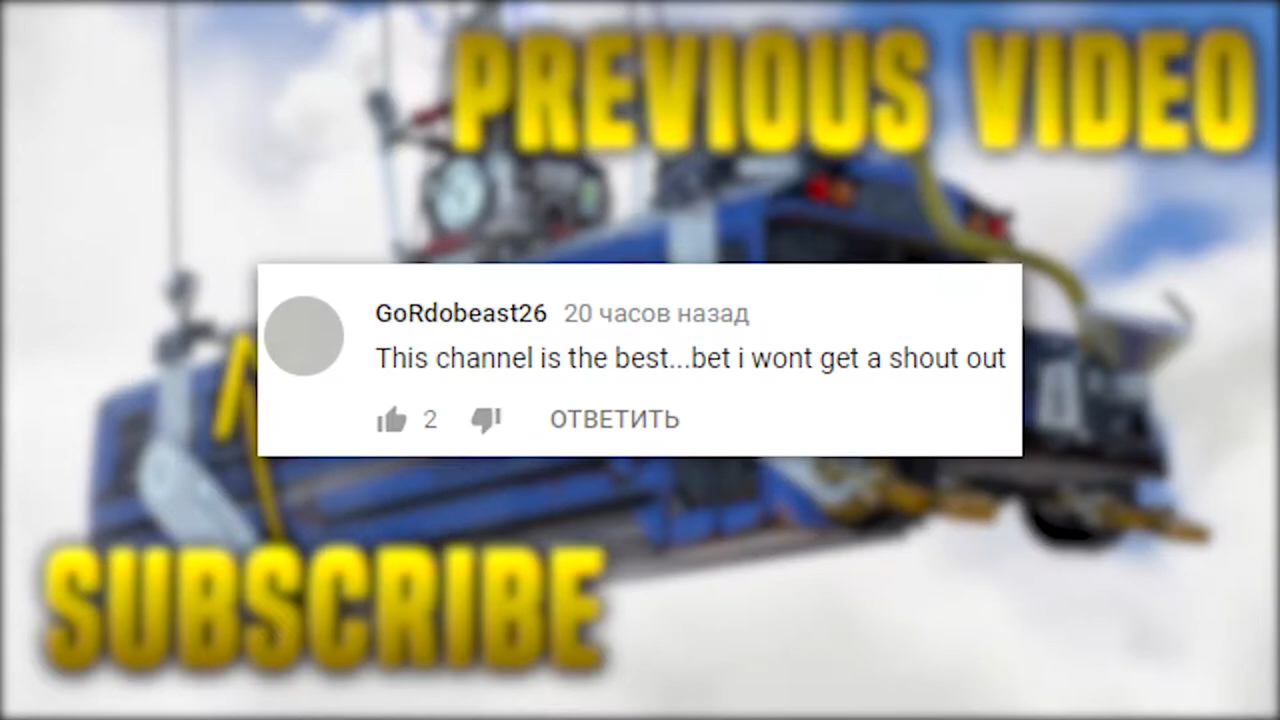 PREVIOUS VIDEO
GoRdobeast26 20 часов назад
This channel is the best...bet i wont get a shout out
2 ОТВЕТИТЬ
SUBSCRIBE